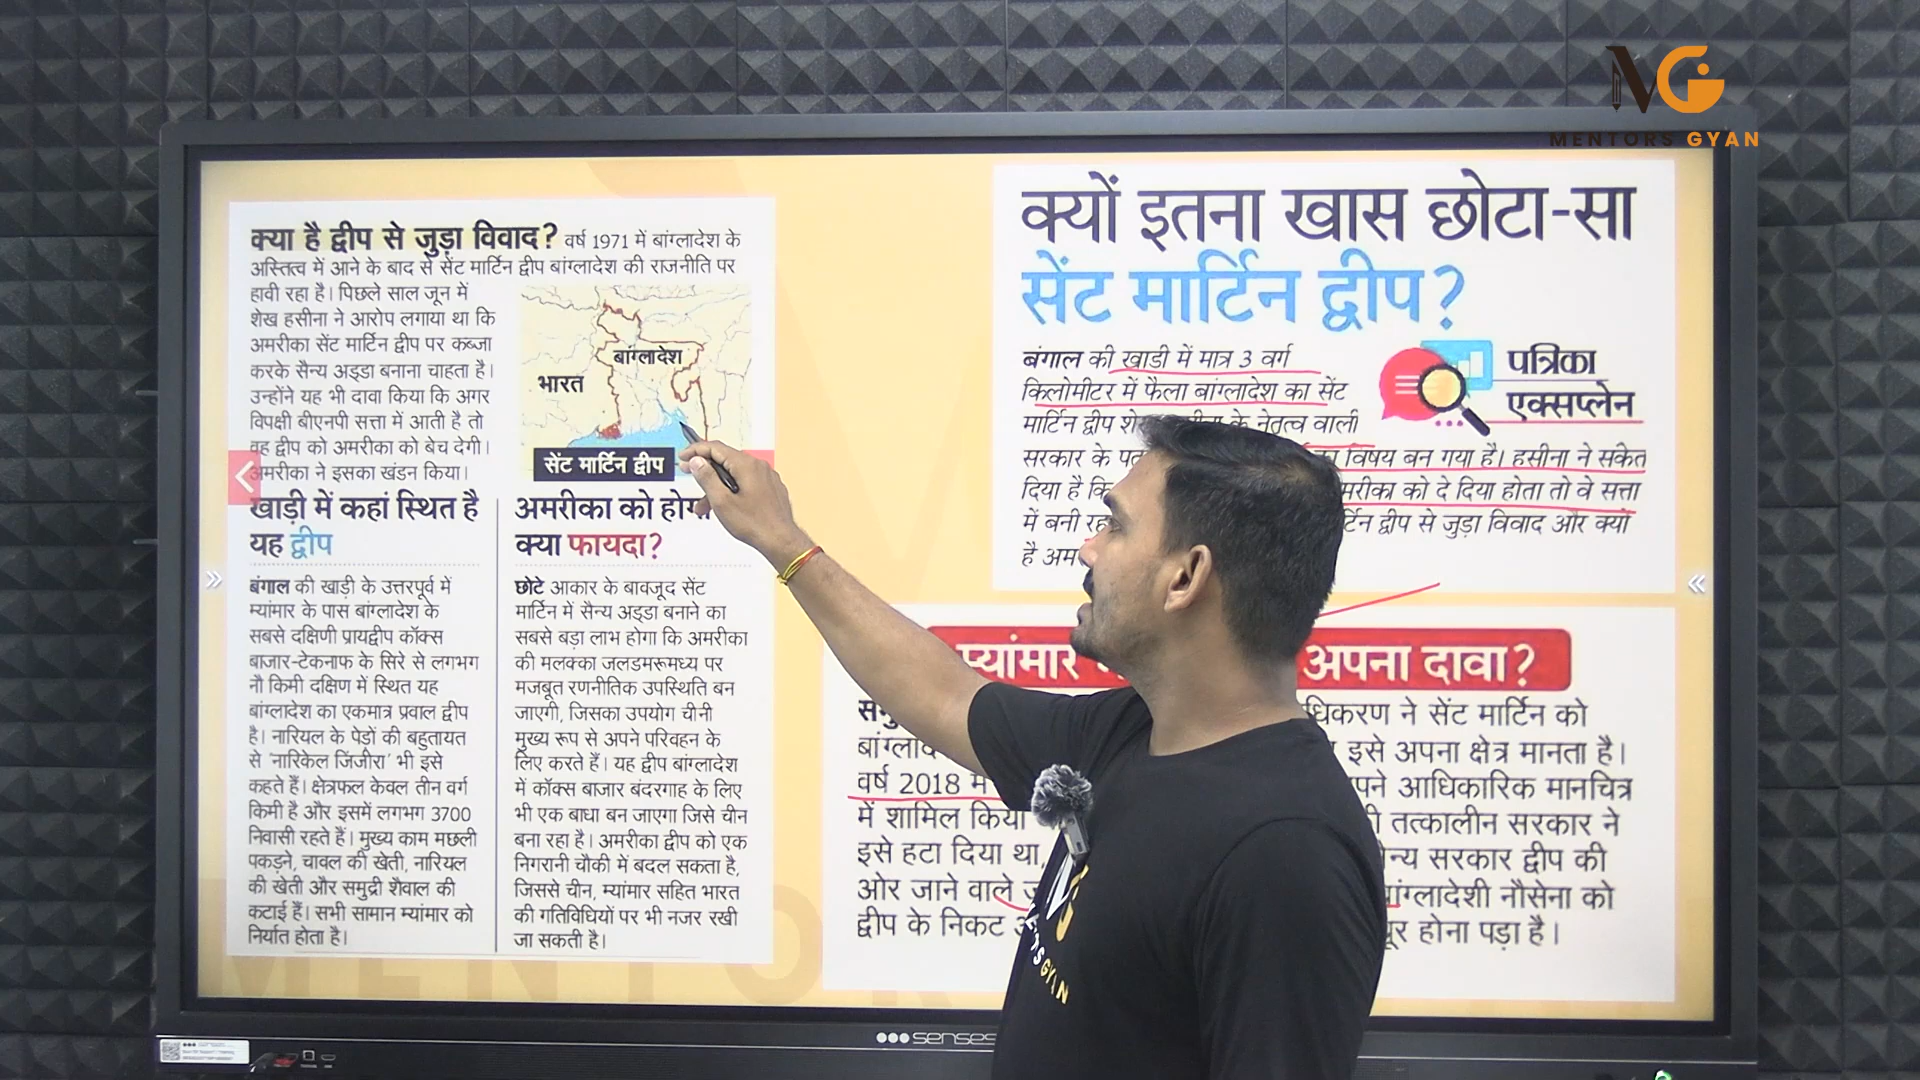 MG
MENTORS GYAN
क्या है द्वीप से जुड़ा विवाद? वर्ष 1971 में बांग्लादेश के
अस्तित्व में आने के बाद से सेंट मार्टिन द्वीप बांग्लादेश की राजनीति पर
हावी रहा है। पिछले साल जून में
शेख हसीना ने आरोप लगाया था कि
अमरीका सेंट मार्टिन द्वीप पर कब्जा
करके सैन्य अड्डा बनाना चाहता है।
उन्होंने यह भी दावा किया कि अगर
विपक्षी बीएनपी सत्ता में आती है तो
वह द्वीप को अमरीका को बेच देगी।
अमरीका ने इसका खंडन किया।
बांग्लादेश
भारत
सेंट मार्टिन द्वीप
खाड़ी में कहां स्थित है
यह द्वीप
बंगाल की खाड़ी के उत्तरपूर्व में
म्यांमार के पास बांग्लादेश के
सबसे दक्षिणी प्रायद्वीप कॉक्स
बाजार-टेकनाफ के सिरे से लगभग
नौ किमी दक्षिण में स्थित यह
बांग्लादेश का एकमात्र प्रवाल द्वीप
है। नारियल के पेड़ों की बहुतायत
से 'नारिकेल जिंजीरा' भी इसे
कहते हैं। क्षेत्रफल केवल तीन वर्ग
किमी है और इसमें लगभग 3700
निवासी रहते हैं। मुख्य काम मछली
पकड़ने, चावल की खेती, नारियल
की खेती और समुद्री शैवाल की
कटाई हैं। सभी सामान म्यांमार को
निर्यात होता है।
अमरीका को होगा
क्या फायदा?
छोटे आकार के बावजूद सेंट
मार्टिन में सैन्य अड्डा बनाने का
सबसे बड़ा लाभ होगा कि अमरीका
की मलक्का जलडमरूमध्य पर
मजबूत रणनीतिक उपस्थिति बन
जाएगी, जिसका उपयोग चीनी
मुख्य रूप से अपने परिवहन के
लिए करते हैं। यह द्वीप बांग्लादेश
में कॉक्स बाजार बंदरगाह के लिए
भी एक बाधा बन जाएगा जिसे चीन
बना रहा है। अमरीका द्वीप को एक
निगरानी चौकी में बदल सकता है,
जिससे चीन, म्यांमार सहित भारत
की गतिविधियों पर भी नजर रखी
जा सकती है।
क्यों इतना खास छोटा-सा
सेंट मार्टिन द्वीप?
पत्रिका
एक्सप्लेन
बंगाल की खाड़ी में मात्र 3 वर्ग
किलोमीटर में फैला बांग्लादेश का सेंट
मार्टिन द्वीप के नेतृत्व वाली
सरकार के विषय बन गया है। हसीना ने संकेत
दिया है कि को दे दिया होता तो वे सत्ता
में बनी द्वीप से जुड़ा विवाद और क्यों
है
म्यांमार अपना दावा?
ने सेंट मार्टिन को
इसे अपना क्षेत्र मानता है।
वर्ष 2018 में आधिकारिक मानचित्र
में शामिल किया तत्कालीन सरकार ने
इसे हटा दिया था, सरकार द्वीप की
ओर जाने वाले नौसेना को
द्वीप के निकट होना पड़ा है।
senses
GYAN